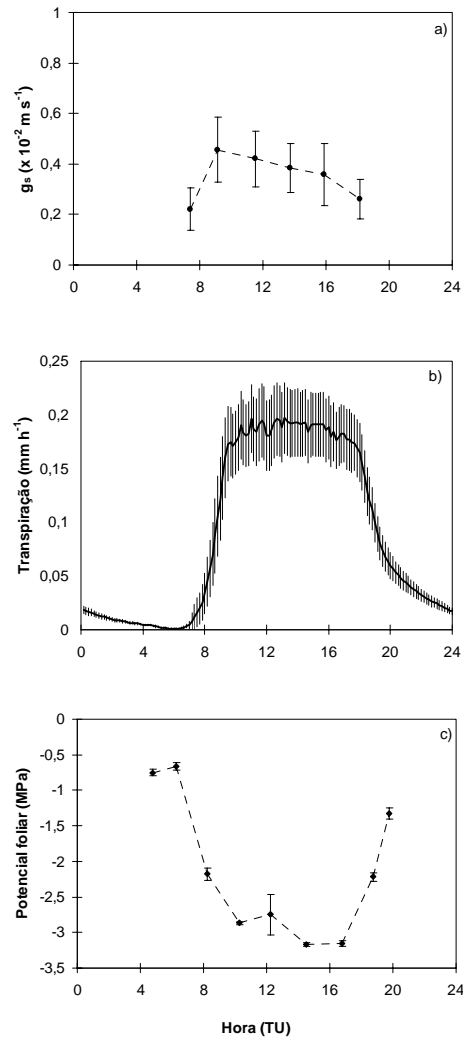 a)
1
0,8
0,6
0,4
0,2
0
gs (x 10-2 m s-1)
0 4 8 12 16 20 24
b)
0,25
0,2
0,15
0,1
0,05
0
Transpiração (mm h-1)
0 4 8 12 16 20 24
c)
0
-0,5
-1
-1,5
-2
-2,5
-3
-3,5
Potencial foliar (MPa)
0 4 8 12 16 20 24
Hora (TU)